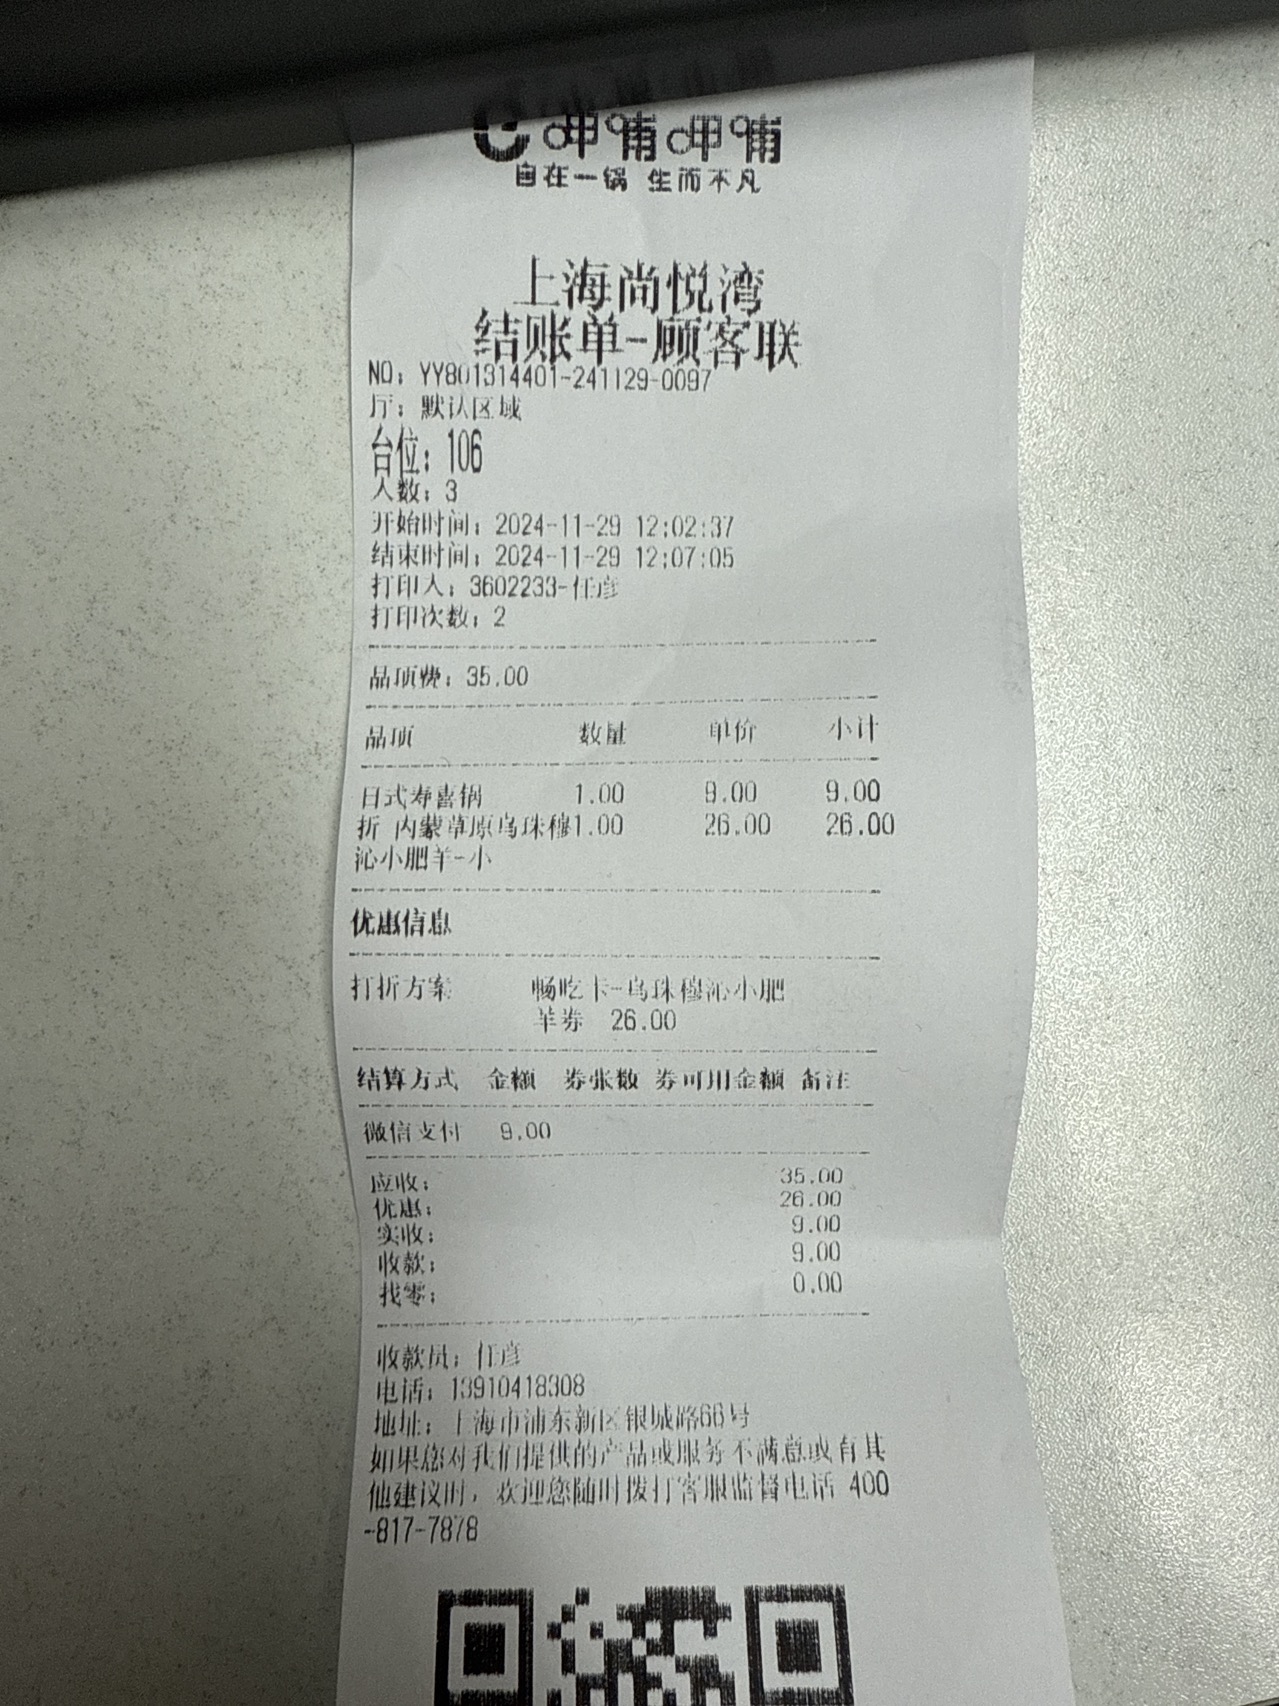 呷哺呷哺
自在一锅 生而不凡
上海尚悦湾
结账单-顾客联
NO: YY801314401-241129-0097
厅: 默认区域
台位: 106
人数: 3
开始时间: 2024-11-29 12:02:37
结束时间: 2024-11-29 12:07:05
打印人: 3602233-任彦
打印次数: 2
品项费: 35.00
品项 数量 单价 小计
日式寿喜锅 1.00 9.00 9.00
折 内蒙草原乌珠穆1.00 26.00 26.00
沁小肥羊-小
优惠信息
打折方案 畅吃卡-乌珠穆沁小肥
羊券 26.00
结算方式 金额 券张数 券可用金额 备注
微信支付 9.00
应收: 35.00
优惠: 26.00
实收: 9.00
收款: 9.00
找零: 0.00
收款员: 任彦
电话: 13910418308
地址: 上海市浦东新区银城路66号
如果您对我们提供的产品或服务不满意或有其
他建议时, 欢迎您随时拨打客服监督电话 400
-817-7878